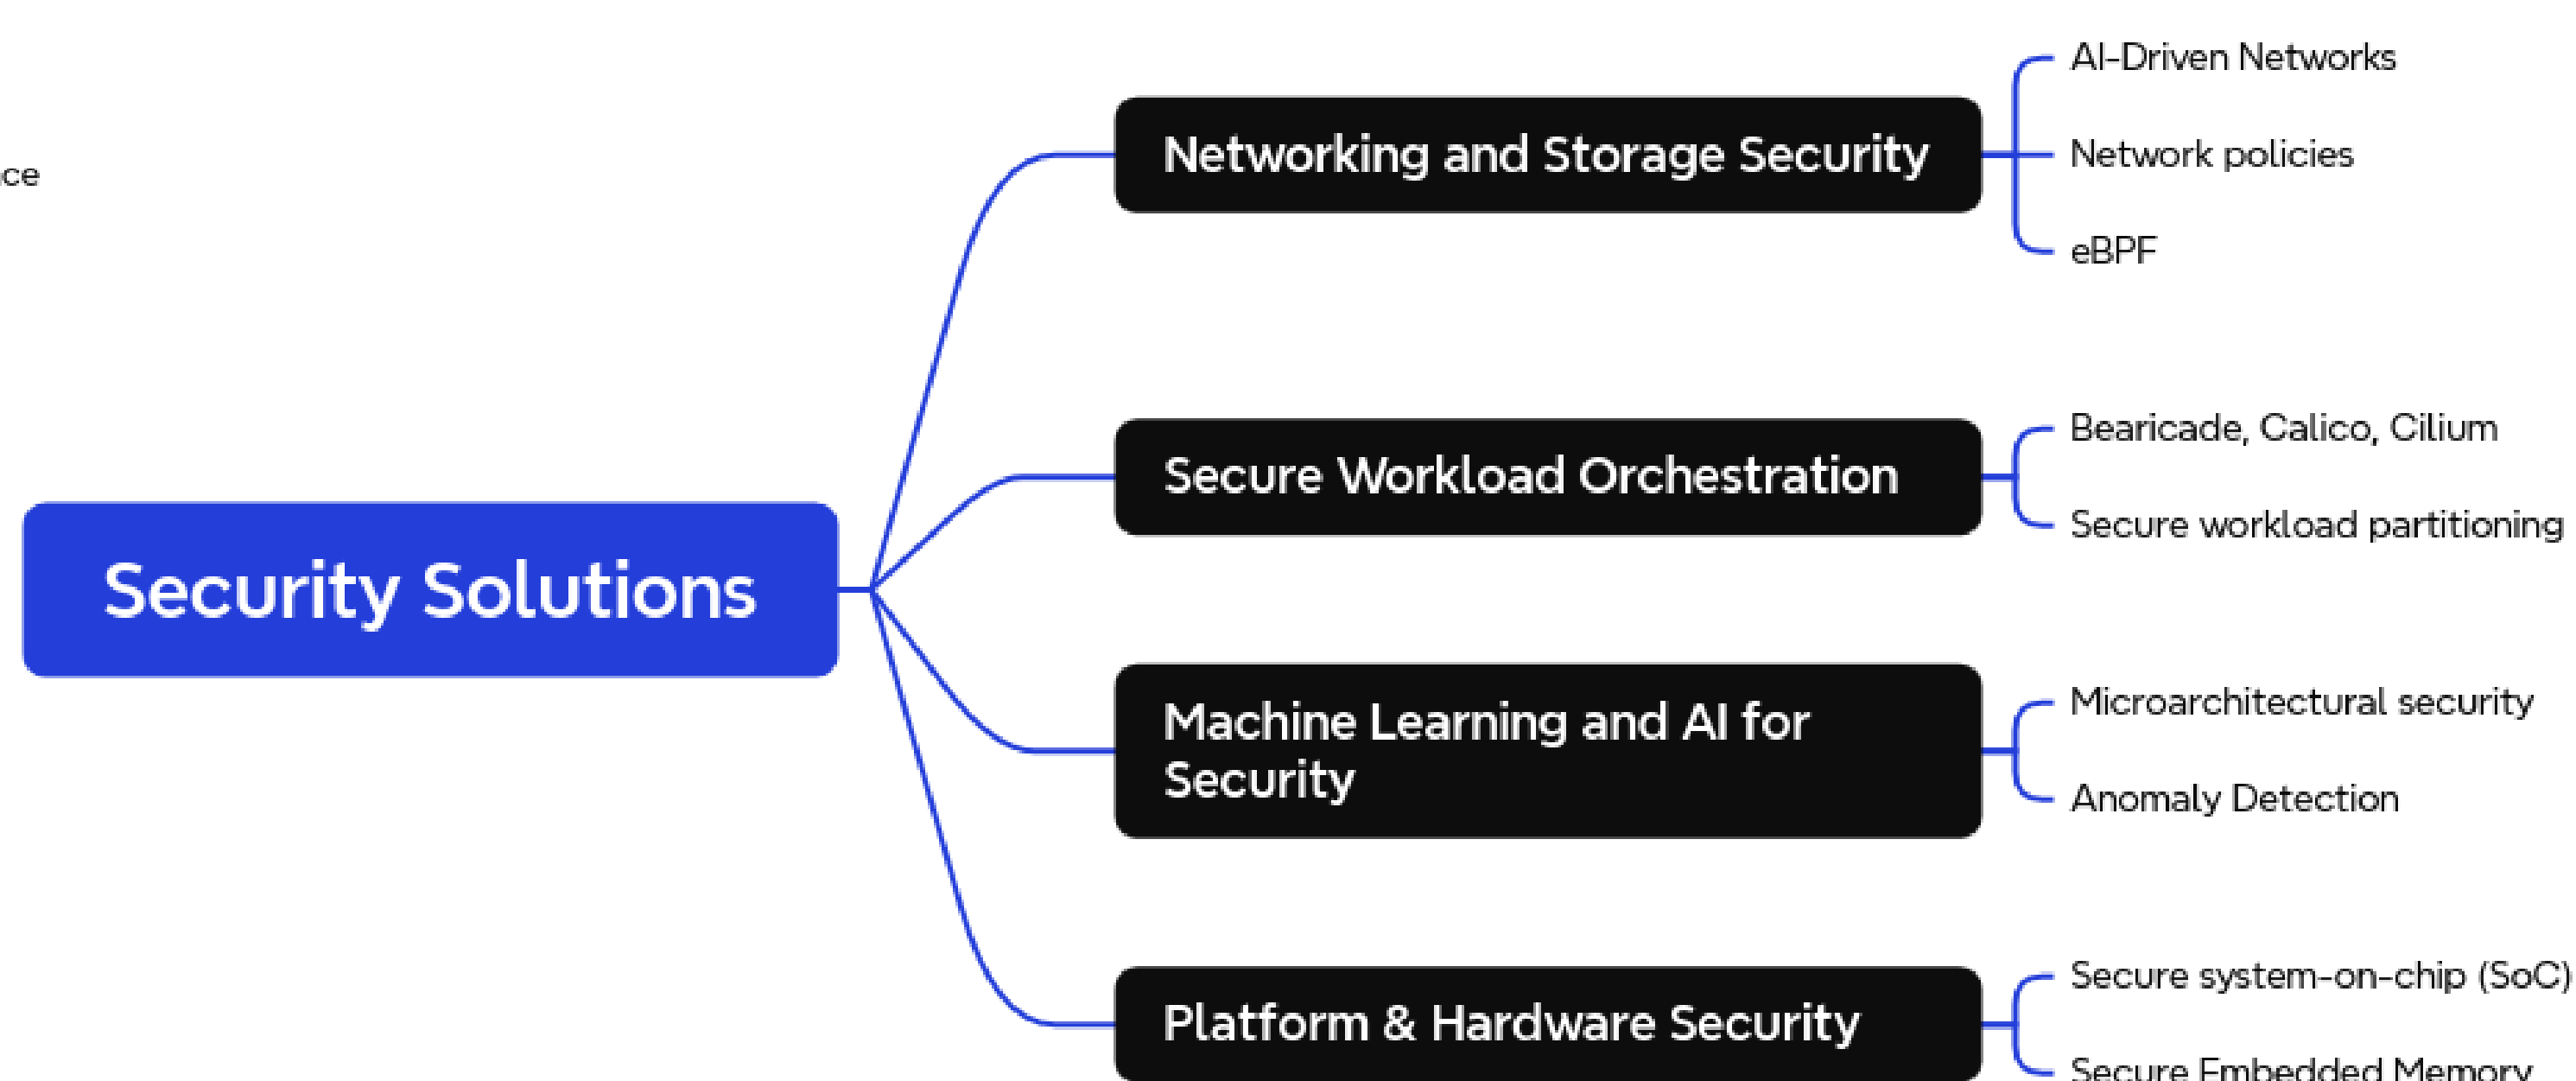 Security Solutions
Networking and Storage Security
AI-Driven Networks
Network policies
eBPF
Secure Workload Orchestration
Bearicade, Calico, Cilium
Secure workload partitioning
Machine Learning and AI for
Security
Microarchitectural security
Anomaly Detection
Platform & Hardware Security
Secure system-on-chip (SoC)
Secure Embedded Memory